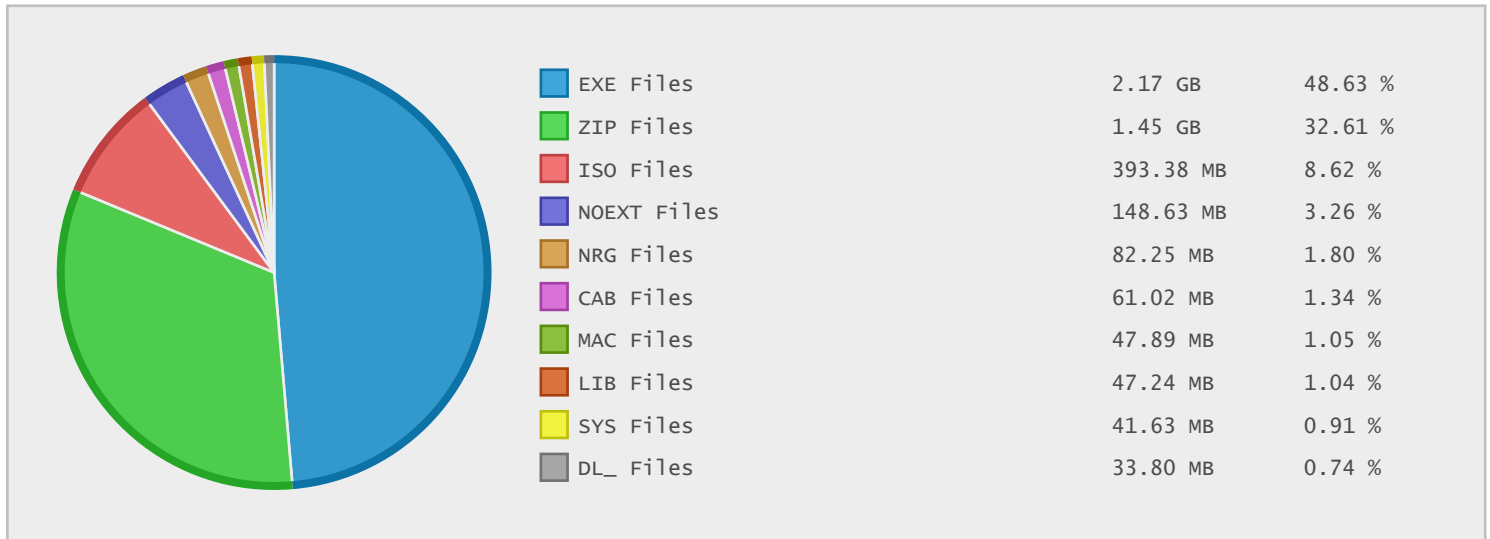 EXE Files 2.17 GB 48.63 %
ZIP Files 1.45 GB 32.61 %
ISO Files 393.38 MB 8.62 %
NOEXT Files 148.63 MB 3.26 %
NRG Files 82.25 MB 1.80 %
CAB Files 61.02 MB 1.34 %
MAC Files 47.89 MB 1.05 %
LIB Files 47.24 MB 1.04 %
SYS Files 41.63 MB 0.91 %
DL_ Files 33.80 MB 0.74 %